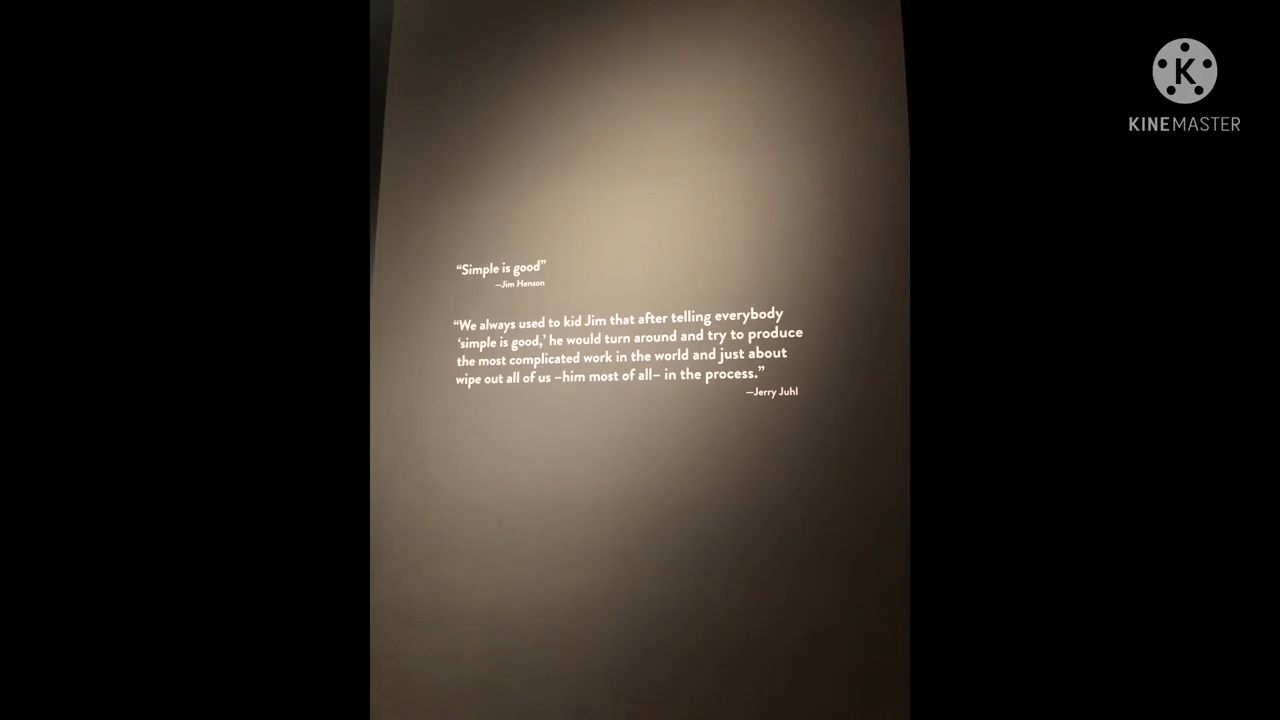 “Simple is good”
—Jim Henson
“We always used to kid Jim that after telling everybody
‘simple is good,’ he would turn around and try to produce
the most complicated work in the world and just about
wipe out all of us –him most of all– in the process.”
—Jerry Juhl
K
KINEMASTER